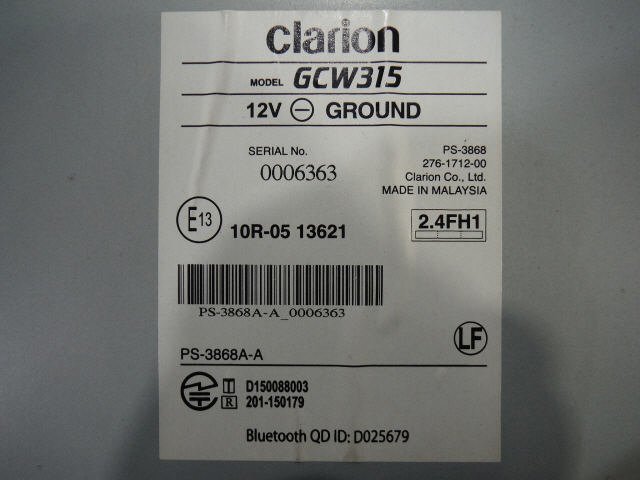 clarion
MODEL GCW315
12V ⊖ GROUND
SERIAL No.
0006363
PS-3868
276-1712-00
Clarion Co., Ltd.
MADE IN MALAYSIA
E13
10R-05 13621
2.4FH1
PS-3868A-A_0006363
LF
PS-3868A-A
T D150088003
R 201-150179
Bluetooth QD ID: D025679